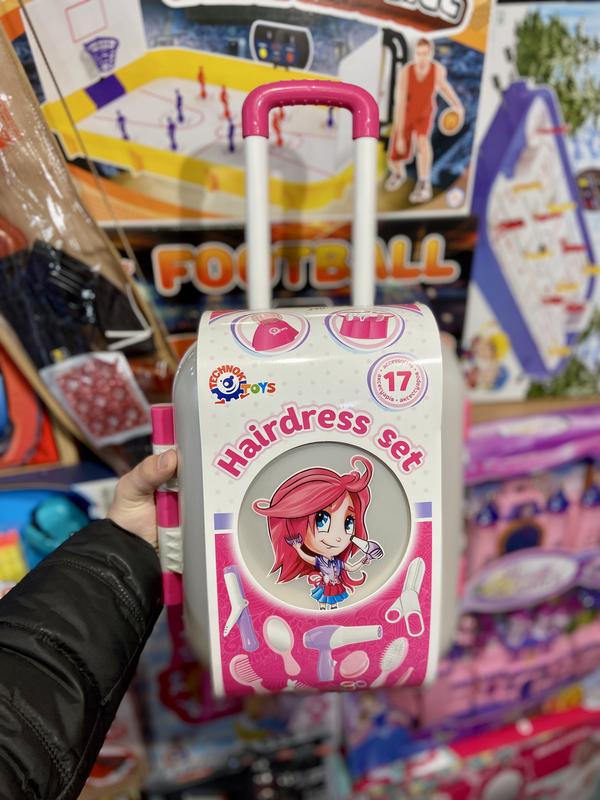 FOOTBALL
TECHNOK
TOYS
17
Hairdress set